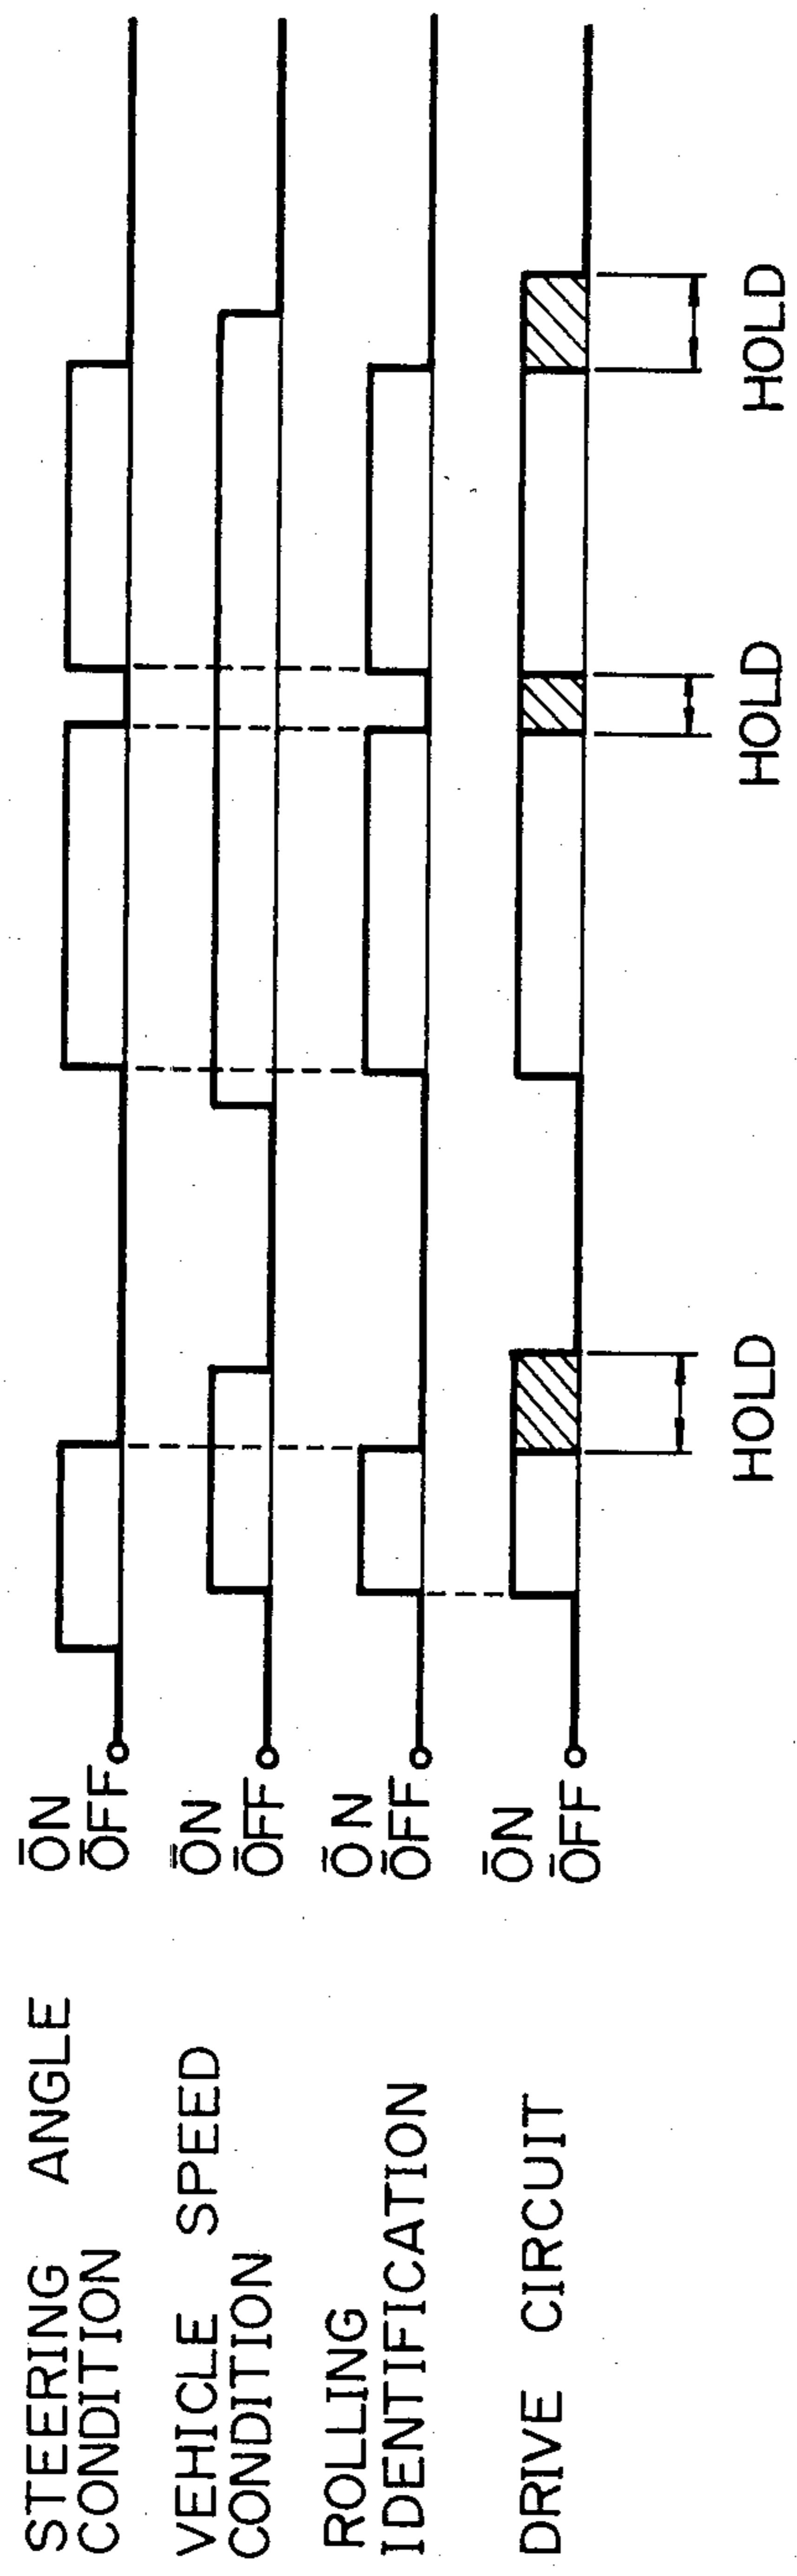 STEERING ANGLE
CONDITION
ON
OFF
VEHICLE SPEED
CONDITION
ON
OFF
ROLLING
IDENTIFICATION
ON
OFF
DRIVE CIRCUIT
ON
OFF
HOLD
HOLD
HOLD